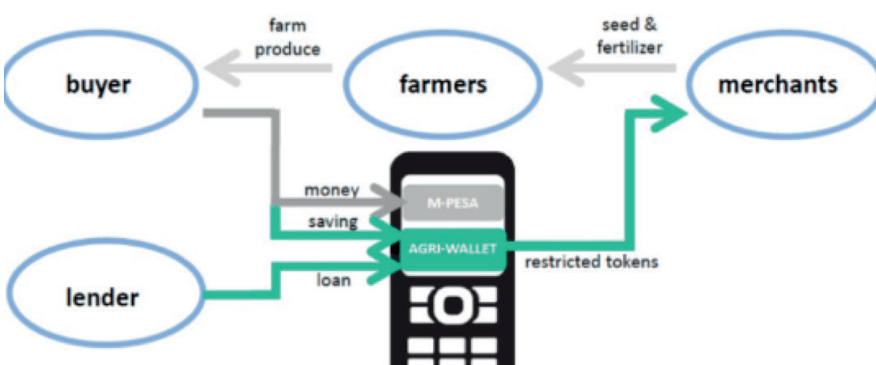 farm
produce
seed &
fertilizer
buyer
farmers
merchants
money
M-PESA
saving
AGRI-WALLET
restricted tokens
loan
lender